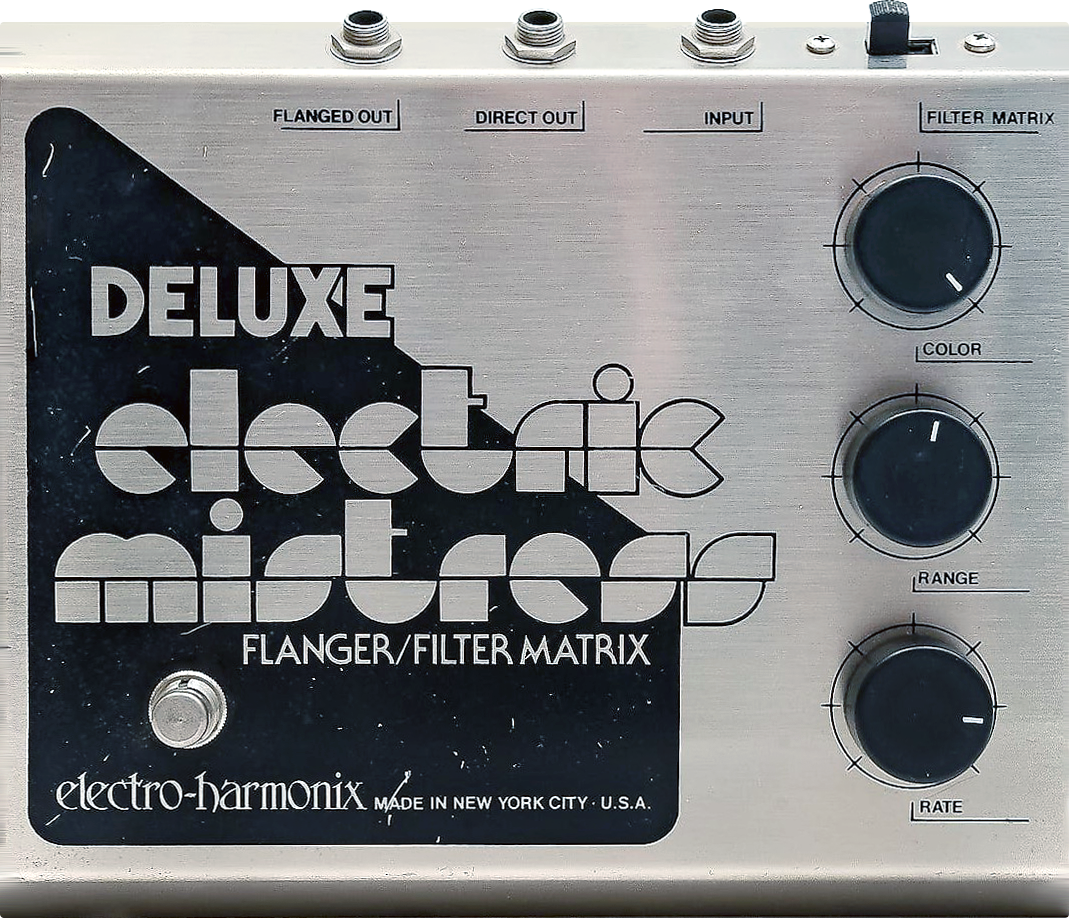 FLANGED OUT
DIRECT OUT
INPUT
FILTER MATRIX
DELUXE
electric
mistress
FLANGER/FILTER MATRIX
electro-harmonix MADE IN NEW YORK CITY · U.S.A.
COLOR
RANGE
RATE